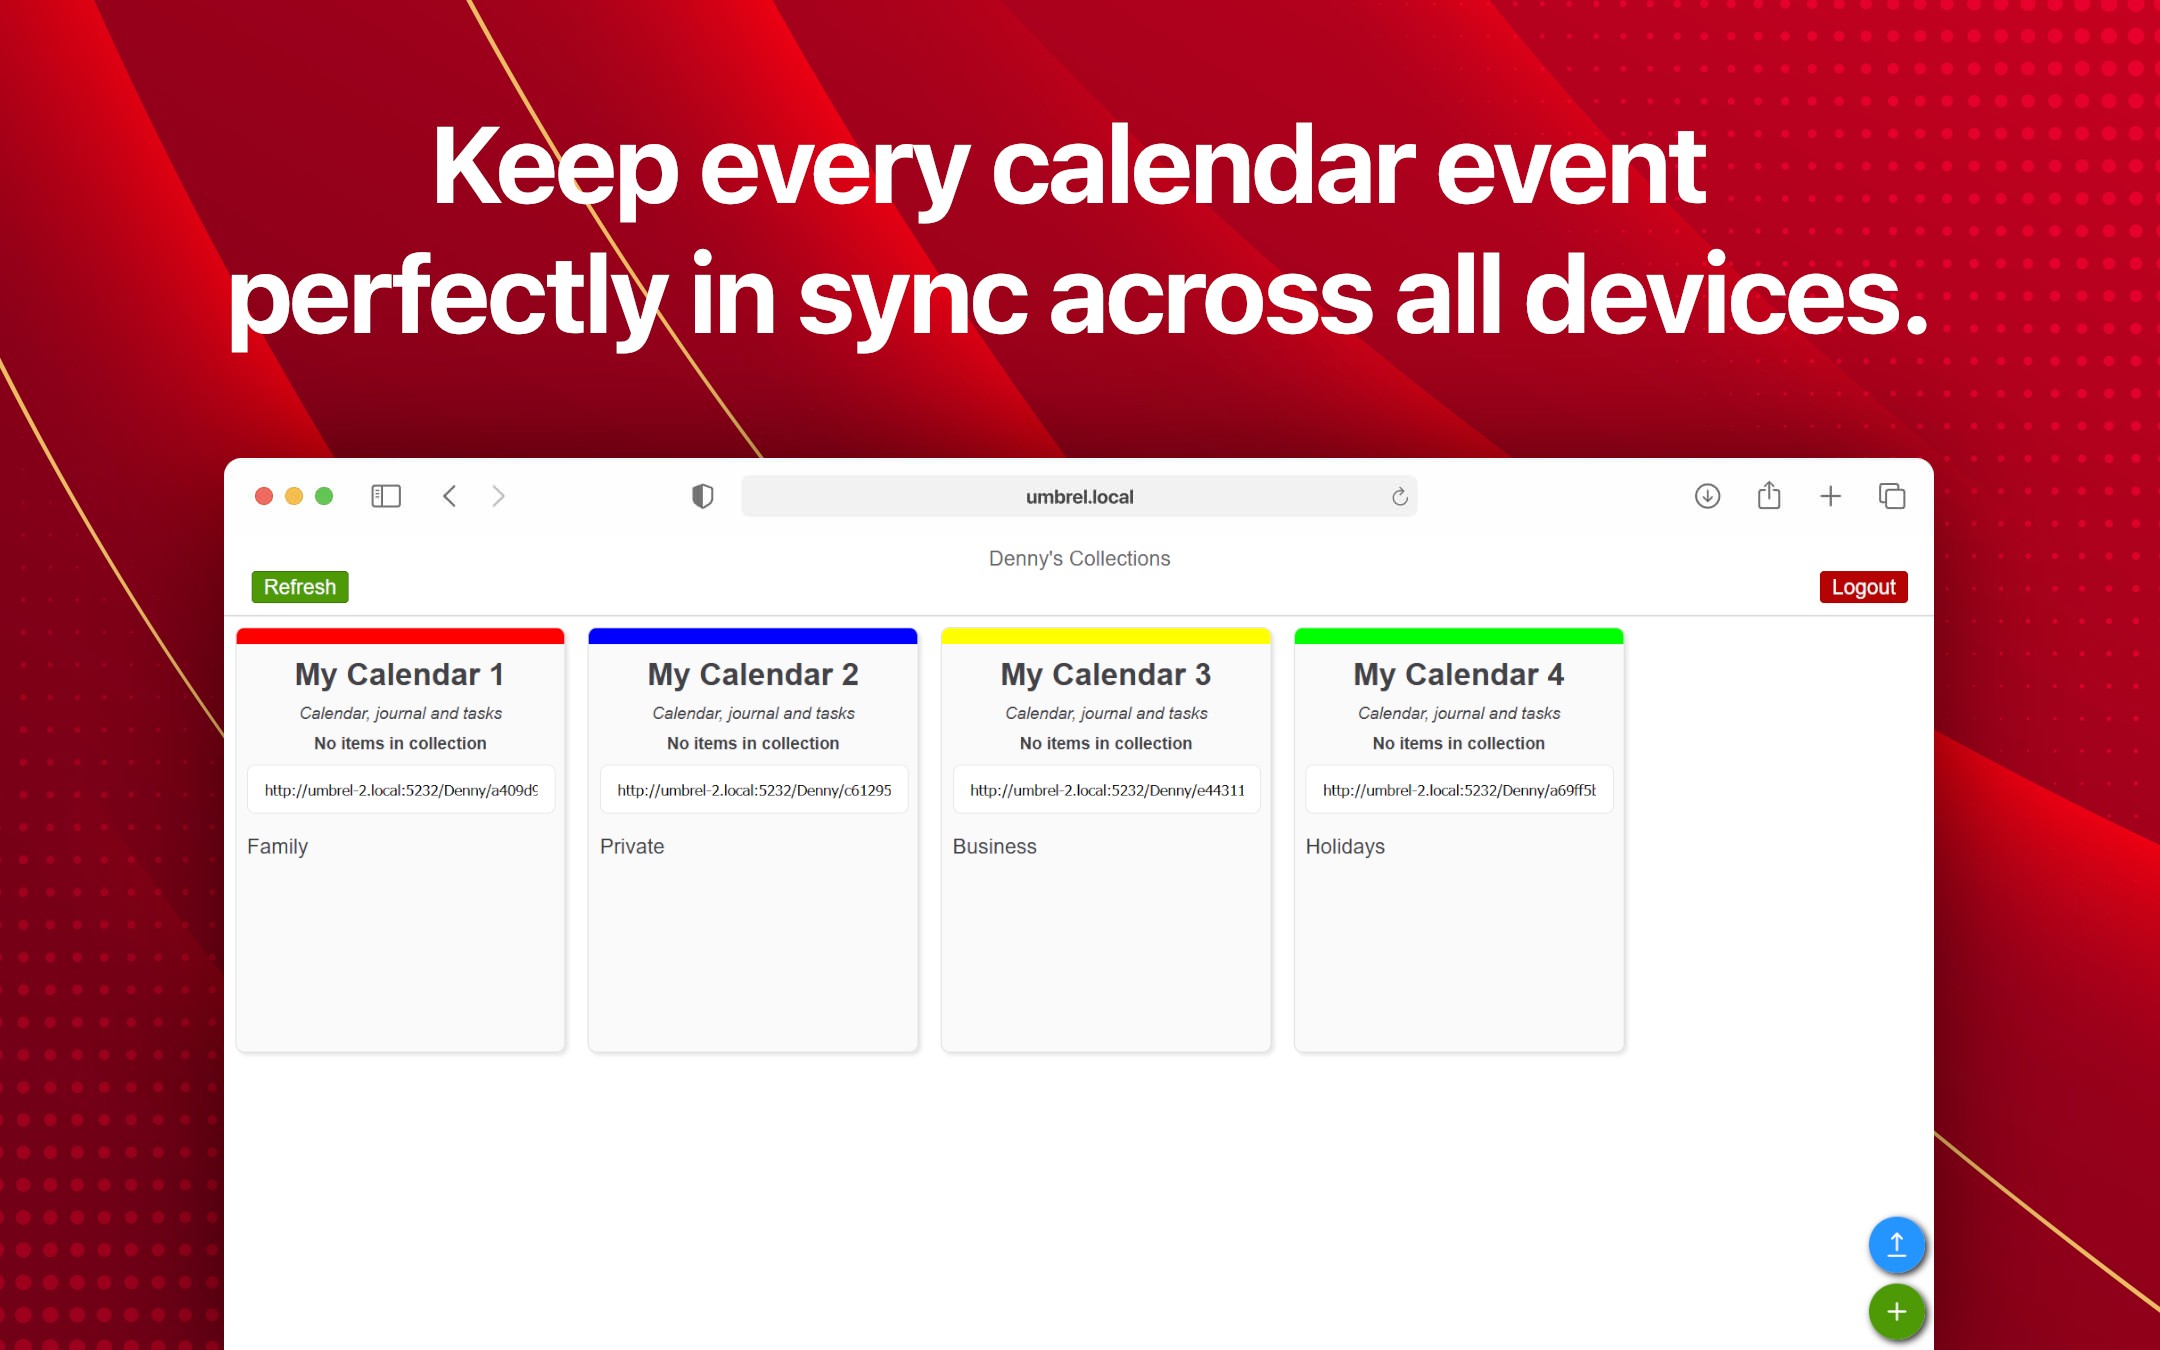 Keep every calendar event
perfectly in sync across all devices.
umbrel.local
Denny's Collections
Refresh
Logout
My Calendar 1
Calendar, journal and tasks
No items in collection
http://umbrel-2.local:5232/Denny/a409d9
Family
My Calendar 2
Calendar, journal and tasks
No items in collection
http://umbrel-2.local:5232/Denny/c61295
Private
My Calendar 3
Calendar, journal and tasks
No items in collection
http://umbrel-2.local:5232/Denny/e44311
Business
My Calendar 4
Calendar, journal and tasks
No items in collection
http://umbrel-2.local:5232/Denny/a69ff5b
Holidays